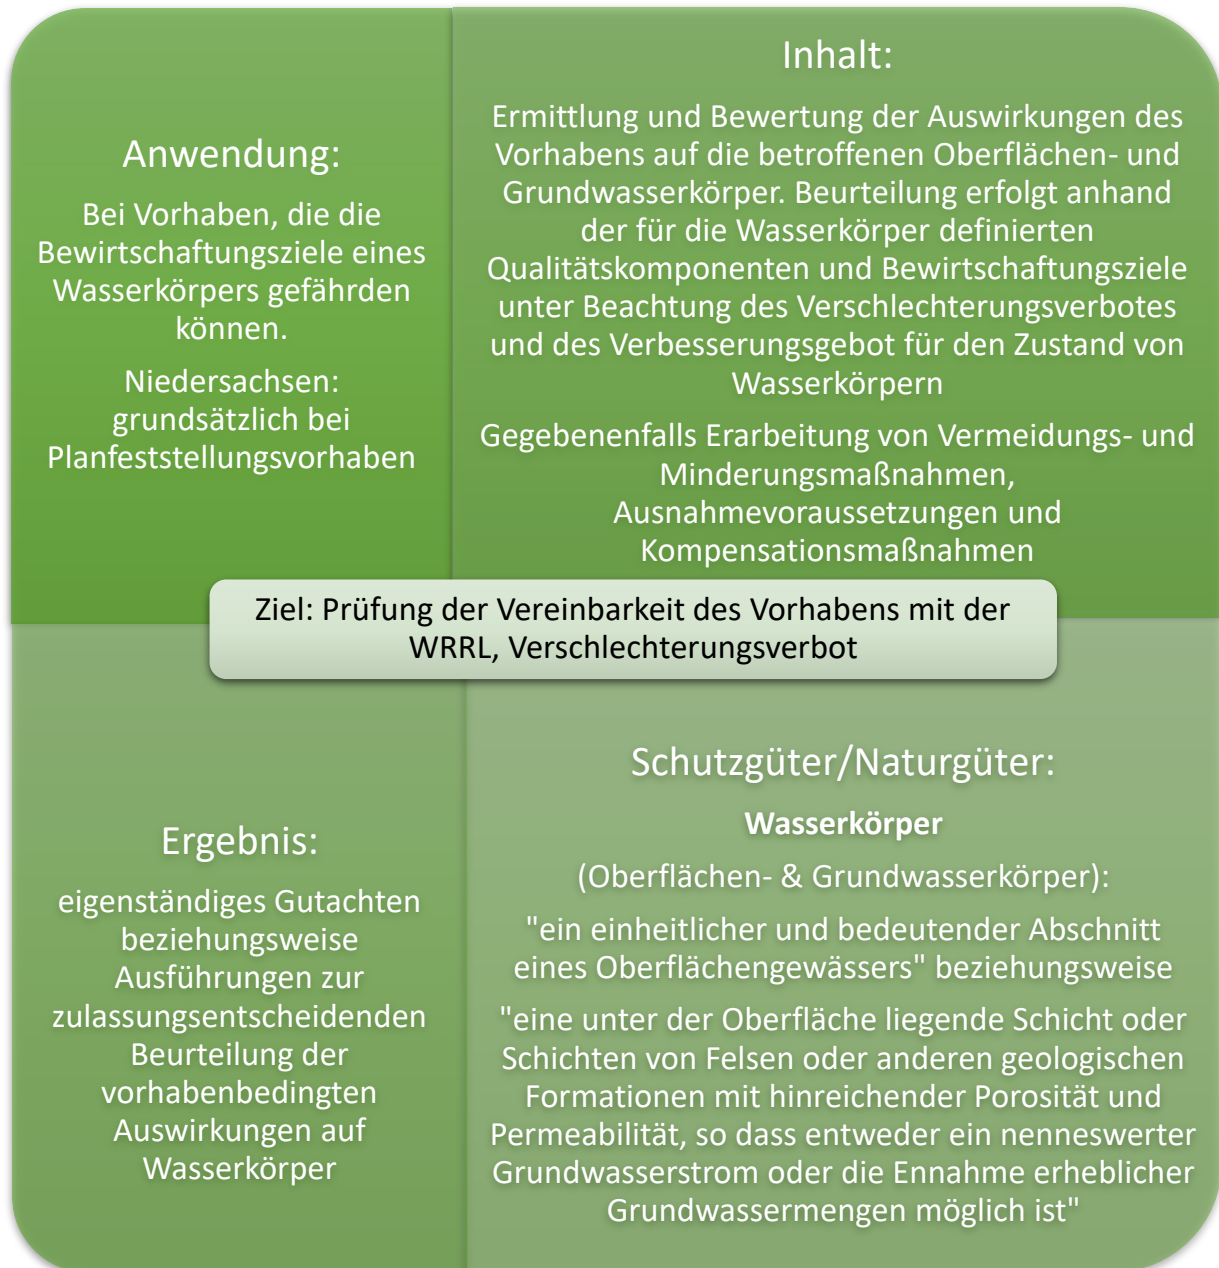 Anwendung:
Bei Vorhaben, die die
Bewirtschaftungsziele eines
Wasserkörpers gefährden
können.
Niedersachsen:
grundsätzlich bei
Planfeststellungsvorhaben
Inhalt:
Ermittlung und Bewertung der Auswirkungen des
Vorhabens auf die betroffenen Oberflächen- und
Grundwasserkörper. Beurteilung erfolgt anhand
der für die Wasserkörper definierten
Qualitätskomponenten und Bewirtschaftungsziele
unter Beachtung des Verschlechterungsverbotes
und des Verbesserungsgebot für den Zustand von
Wasserkörpern
Gegebenenfalls Erarbeitung von Vermeidungs- und
Minderungsmaßnahmen,
Ausnahmevoraussetzungen und
Kompensationsmaßnahmen
Ziel: Prüfung der Vereinbarkeit des Vorhabens mit der
WRRL, Verschlechterungsverbot
Ergebnis:
eigenständiges Gutachten
beziehungsweise
Ausführungen zur
zulassungsentscheidenden
Beurteilung der
vorhabenbedingten
Auswirkungen auf
Wasserkörper
Schutzgüter/Naturgüter:
Wasserkörper
(Oberflächen- & Grundwasserkörper):
"ein einheitlicher und bedeutender Abschnitt
eines Oberflächengewässers" beziehungsweise
"eine unter der Oberfläche liegende Schicht oder
Schichten von Felsen oder anderen geologischen
Formationen mit hinreichender Porosität und
Permeabilität, so dass entweder ein nenneswerter
Grundwasserstrom oder die Ennahme erheblicher
Grundwassermengen möglich ist"